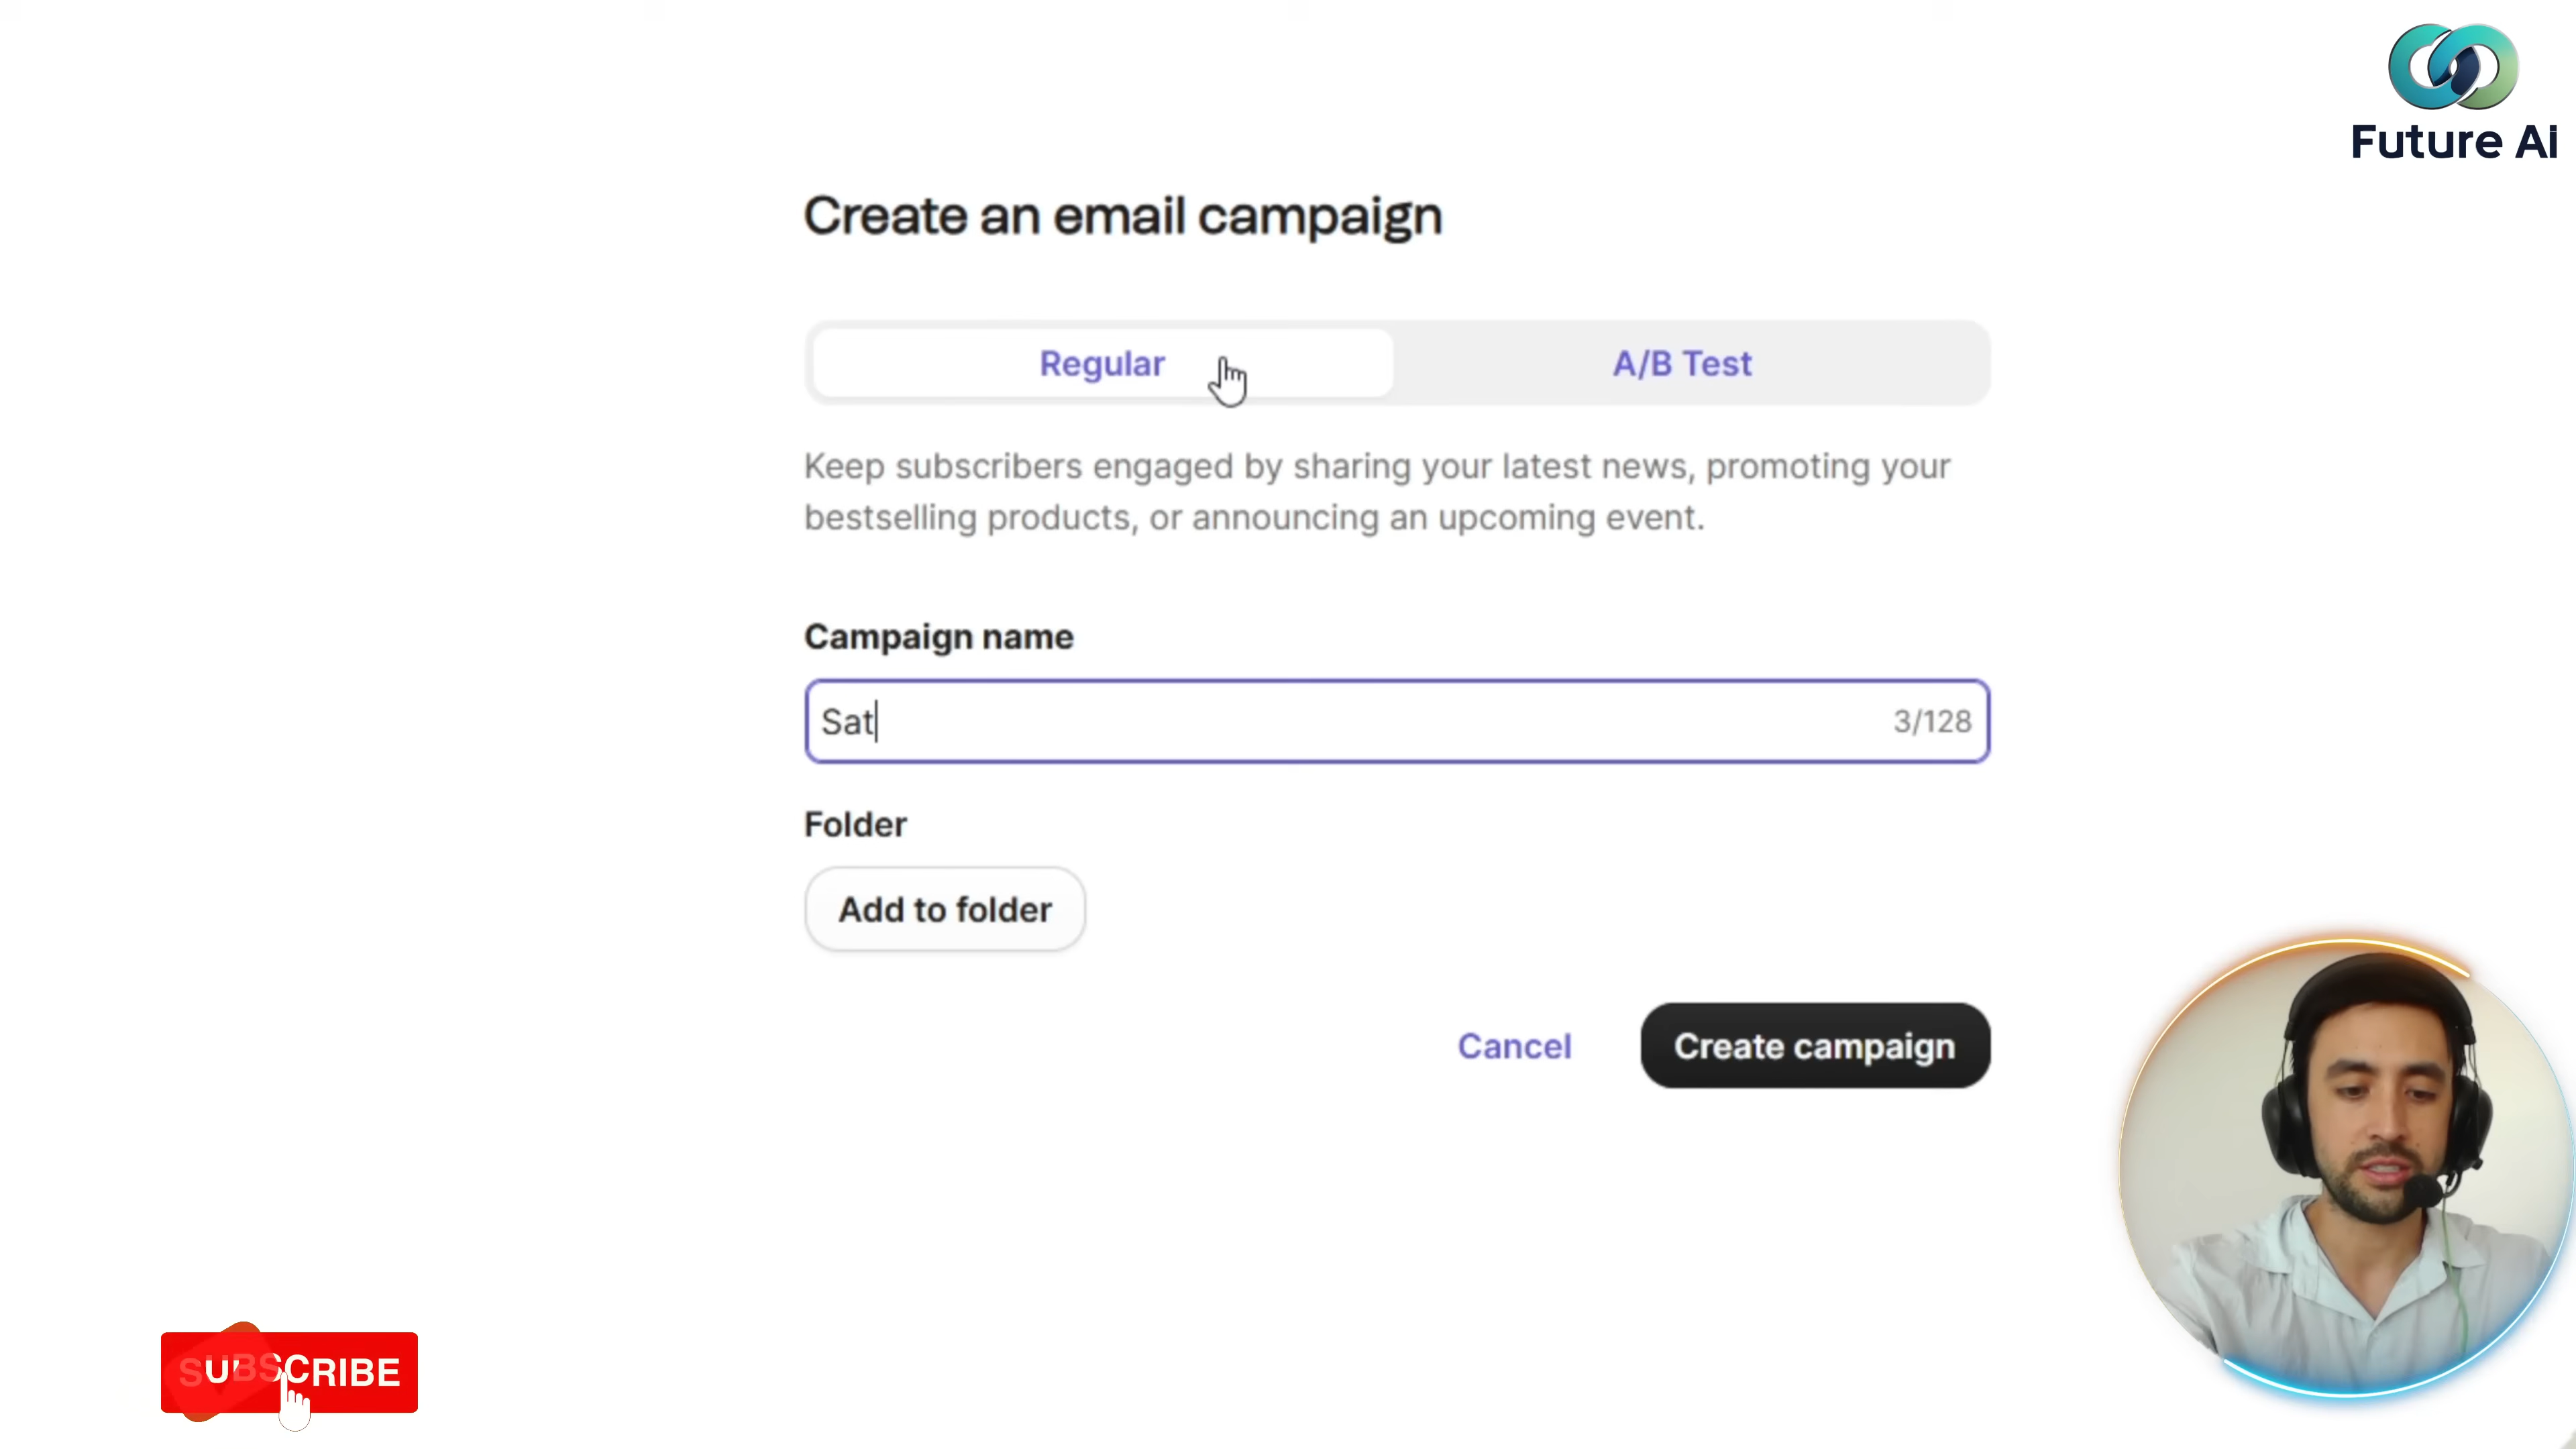 Future Ai
Create an email campaign
Regular
A/B Test
Keep subscribers engaged by sharing your latest news, promoting your
bestselling products, or announcing an upcoming event.
Campaign name
Sat
3/128
Folder
Add to folder
Cancel
Create campaign
SUBSCRIBE